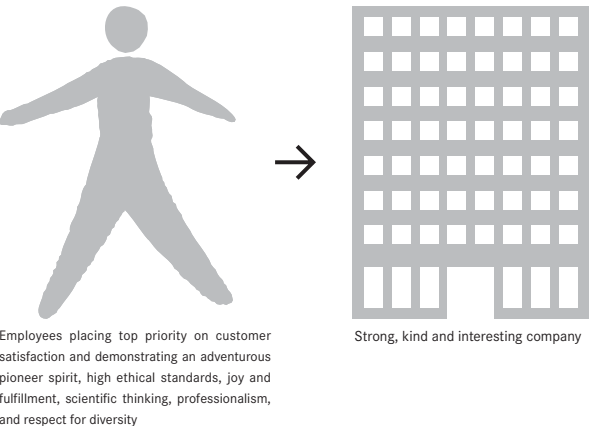 Employees placing top priority on customer
satisfaction and demonstrating an adventurous
pioneer spirit, high ethical standards, joy and
fulfillment, scientific thinking, professionalism,
and respect for diversity
Strong, kind and interesting company